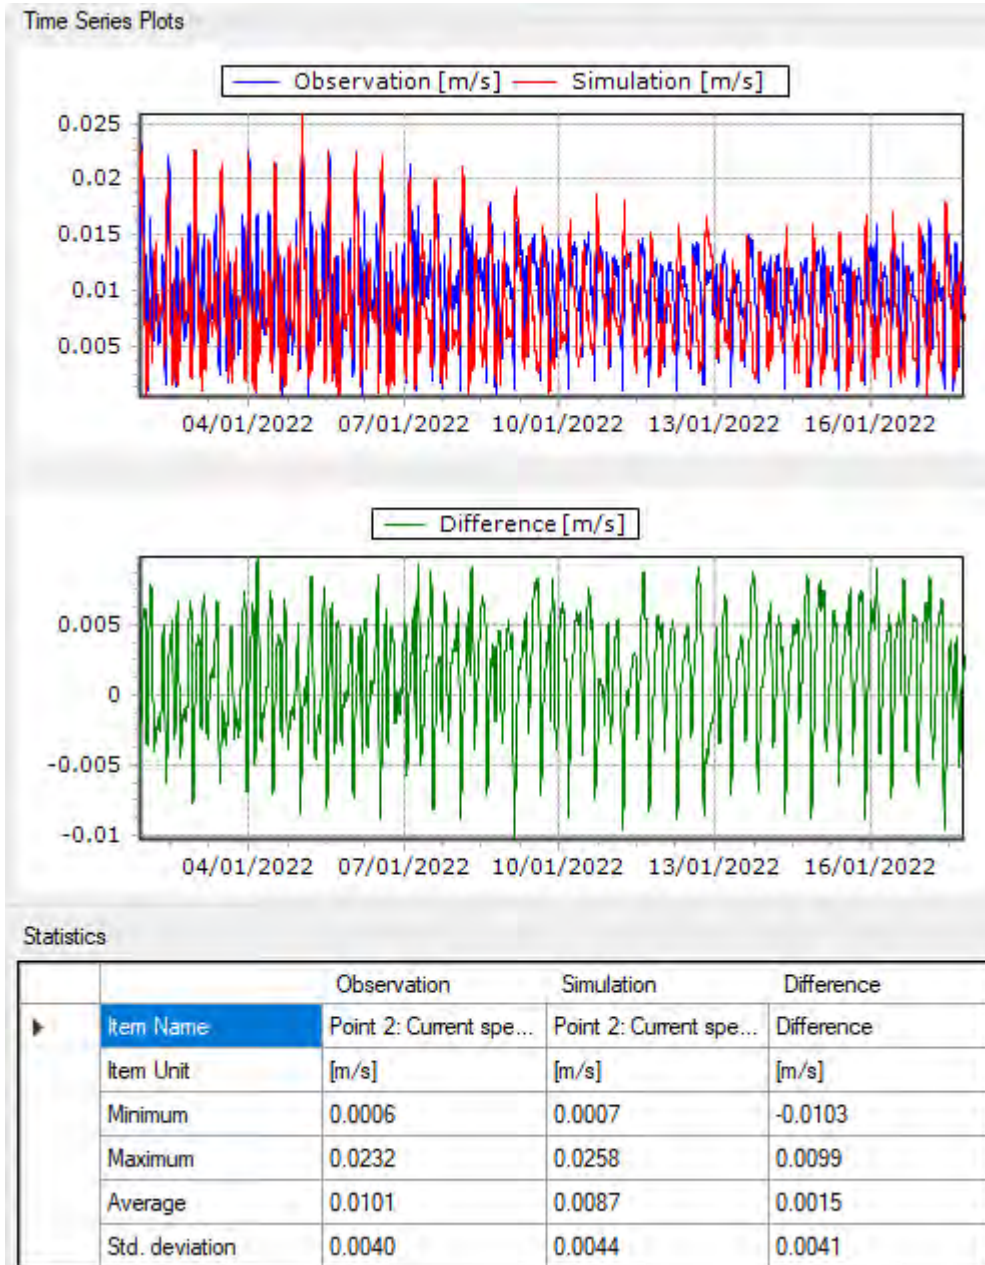 Time Series Plots
Observation [m/s] Simulation [m/s]
0.025
0.02
0.015
0.01
0.005
04/01/2022 07/01/2022 10/01/2022 13/01/2022 16/01/2022
Difference [m/s]
0.005
0
-0.005
-0.01
04/01/2022 07/01/2022 10/01/2022 13/01/2022 16/01/2022
Statistics
Observation Simulation Difference
Item Name Point 2: Current spe... Point 2: Current spe... Difference
Item Unit [m/s] [m/s] [m/s]
Minimum 0.0006 0.0007 -0.0103
Maximum 0.0232 0.0258 0.0099
Average 0.0101 0.0087 0.0015
Std. deviation 0.0040 0.0044 0.0041